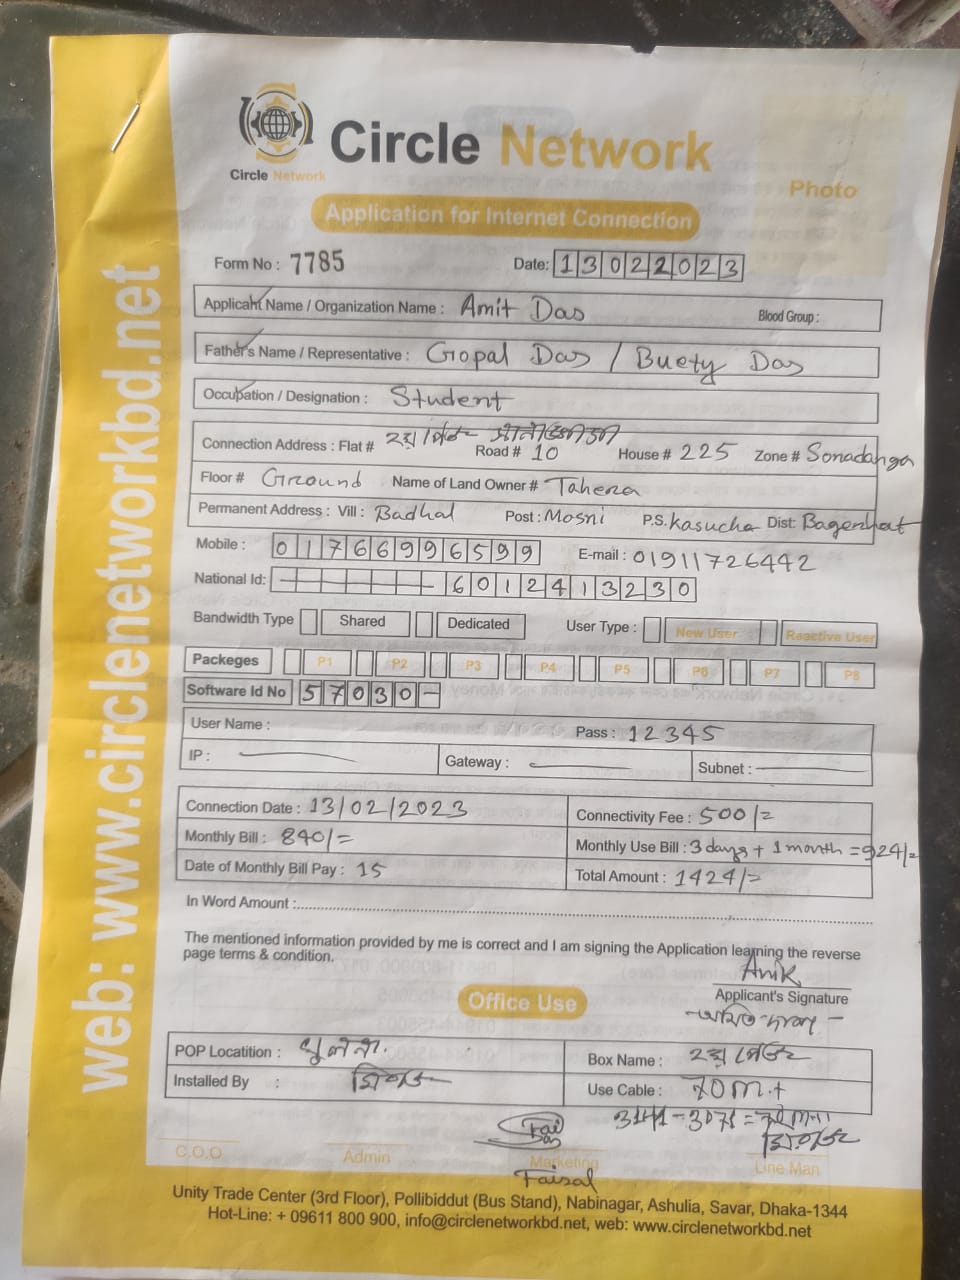 Circle Network
Circle Network
Photo
Application for Internet Connection
Form No : 7785 Date: 13022023
Applicant Name / Organization Name : Amit Das Blood Group :
Father's Name / Representative : Gopal Das / Buety Das
Occupation / Designation : Student
Connection Address : Flat # ২য় ফেজ Road # 10 House # 225 Zone # Sonadanga
Floor # Ground Name of Land Owner # Tahera
Permanent Address : Vill : Badhal Post : Mosni P.S. Kasucha Dist: Bagerhat
Mobile : 01766996599 E-mail : 01911726442
National Id: 6012413230
Bandwidth Type Shared Dedicated User Type : New User Reactive User
Packeges P1 P2 P3 P4 P5 P6 P7 P8
Software Id No 57030-
User Name : Pass : 12345
IP : Gateway : Subnet :
Connection Date : 13/02/2023 Connectivity Fee : 500/=
Monthly Bill : 840/= Monthly Use Bill : 3 days + 1 month = 924/=
Date of Monthly Bill Pay : 15 Total Amount : 1424/=
In Word Amount :
The mentioned information provided by me is correct and I am signing the Application learning the reverse
page terms & condition.
Anik
Applicant's Signature
Office Use
POP Locatition : খুলনা. Box Name : ২য় ফেজ
Installed By : Use Cable : 70 m.t
C.O.O. Admin Marketing Line Man
Faisal
Unity Trade Center (3rd Floor), Pollibiddut (Bus Stand), Nabinagar, Ashulia, Savar, Dhaka-1344
Hot-Line: + 09611 800 900, info@circlenetworkbd.net, web: www.circlenetworkbd.net
web: www.circlenetworkbd.net